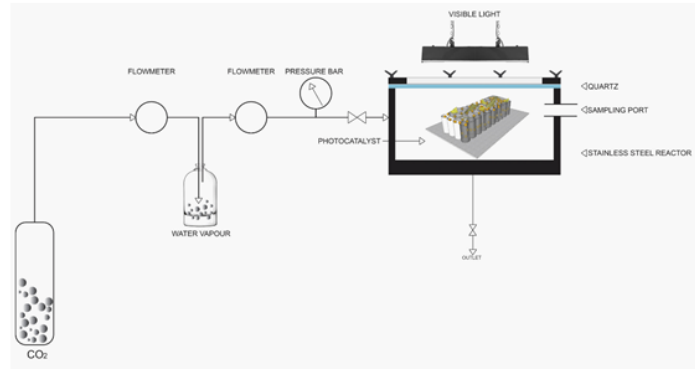 VISIBLE LIGHT
FLOWMETER
FLOWMETER
PRESSURE BAR
QUARTZ
SAMPLING PORT
PHOTOCATALYST
STAINLESS STEEL REACTOR
WATER VAPOUR
OUTLET
CO₂